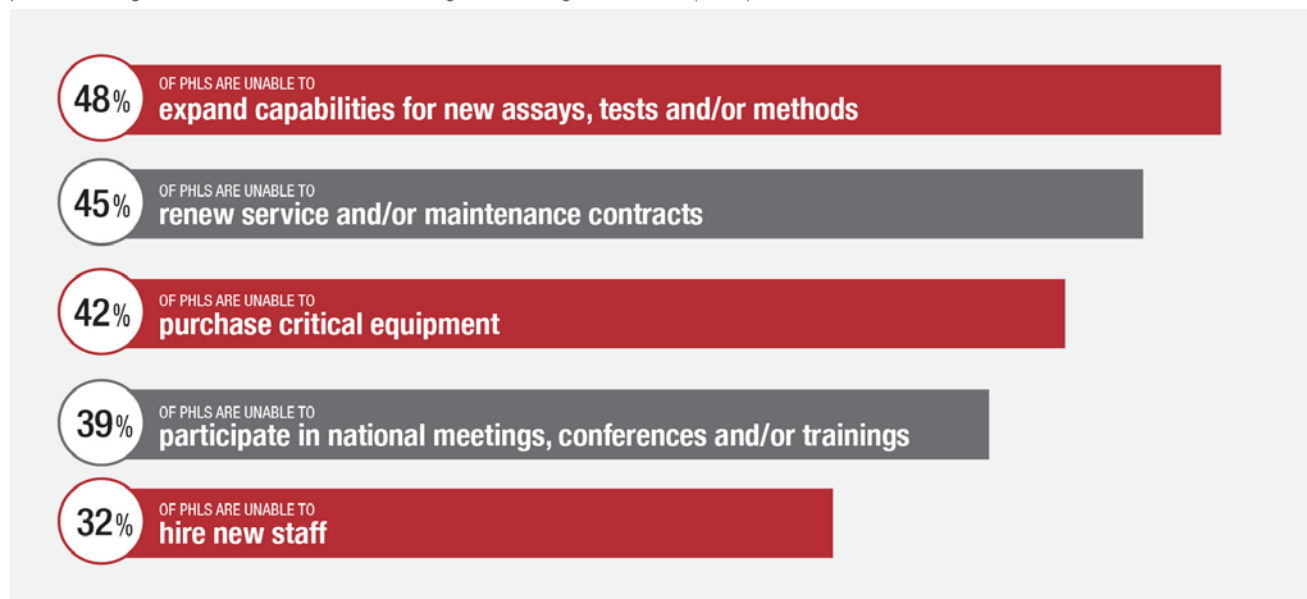 48%
OF PHLS ARE UNABLE TO
expand capabilities for new assays, tests and/or methods
45%
OF PHLS ARE UNABLE TO
renew service and/or maintenance contracts
42%
OF PHLS ARE UNABLE TO
purchase critical equipment
39%
OF PHLS ARE UNABLE TO
participate in national meetings, conferences and/or trainings
32%
OF PHLS ARE UNABLE TO
hire new staff